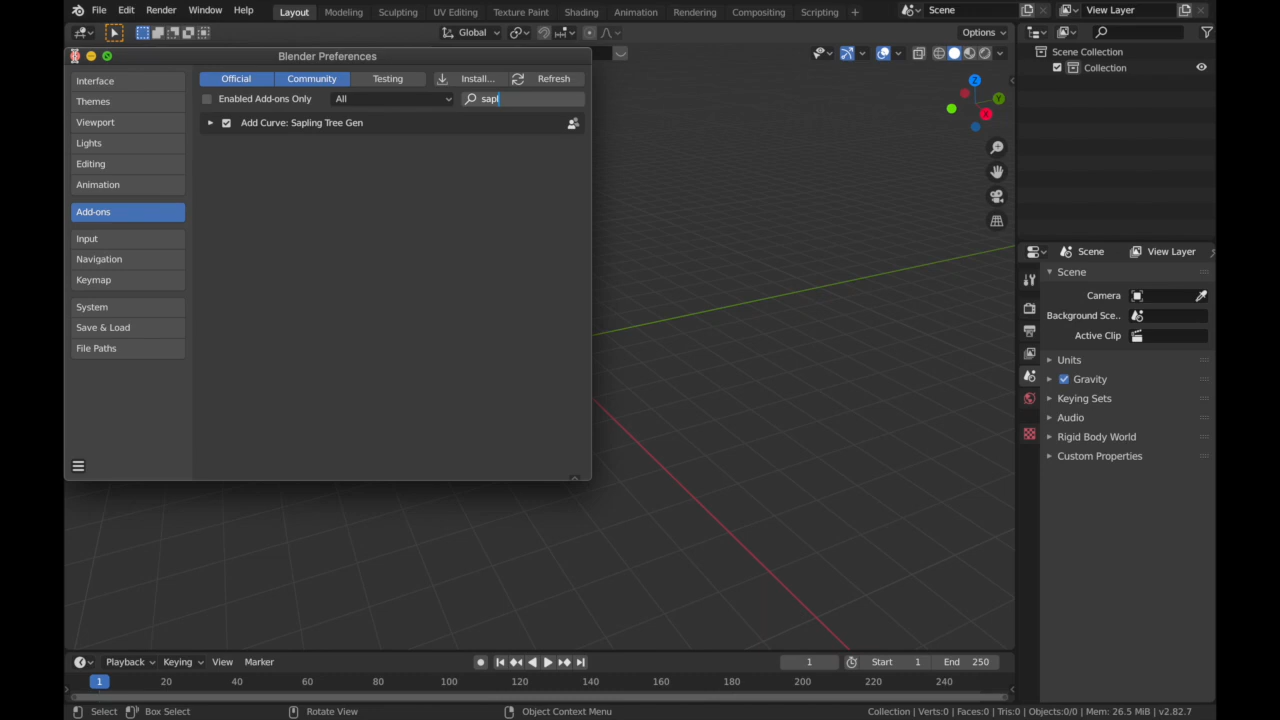 File Edit Render Window Help Layout Modeling Sculpting UV Editing Texture Paint Shading Animation Rendering Compositing Scripting + Scene View Layer
Global Options
Blender Preferences
Interface
Themes
Viewport
Lights
Editing
Animation
Add-ons
Input
Navigation
Keymap
System
Save & Load
File Paths
Official Community Testing Install... Refresh
Enabled Add-ons Only All sapl
Add Curve: Sapling Tree Gen
Z
Y
X
Scene Collection
Collection
Scene View Layer
Scene
Camera
Background Sce..
Active Clip
Units
Gravity
Keying Sets
Audio
Rigid Body World
Custom Properties
Playback Keying View Marker 1 Start 1 End 250
1 20 40 60 80 100 120 140 160 180 200 220 240
Select Box Select Rotate View Object Context Menu Collection | Verts:0 | Faces:0 | Tris:0 | Objects:0/0 | Mem: 26.5 MiB | v2.82.7